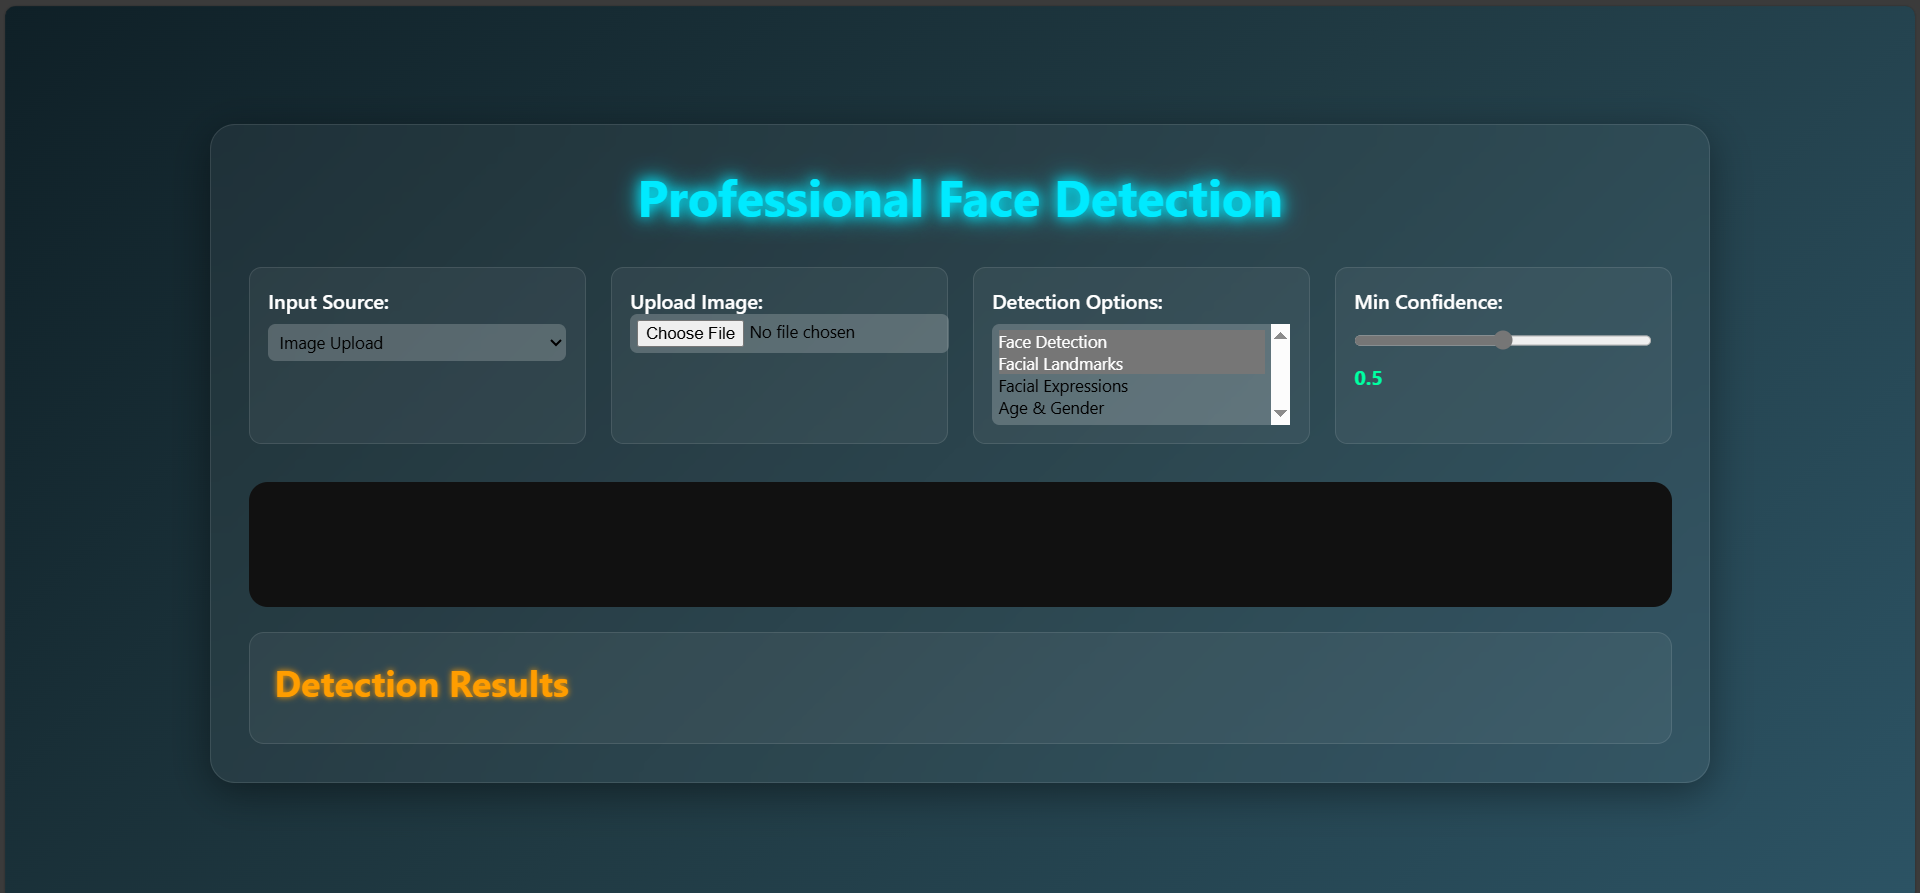 Professional Face Detection
Input Source:
Image Upload
Upload Image:
Choose File No file chosen
Detection Options:
Face Detection
Facial Landmarks
Facial Expressions
Age & Gender
Min Confidence:
0.5
Detection Results